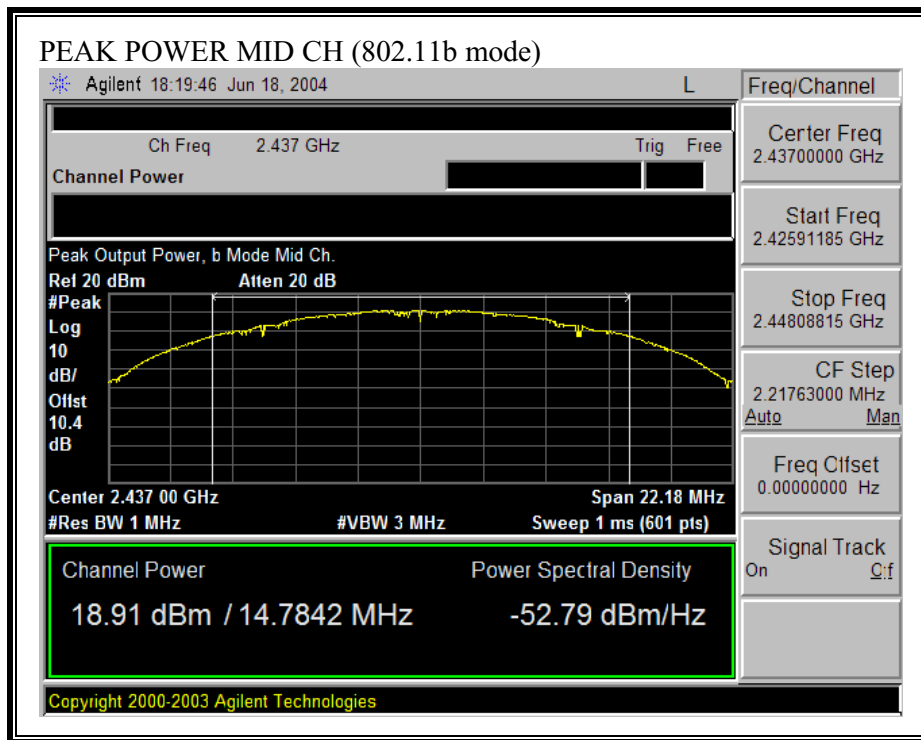 PEAK POWER MID CH (802.11b mode)
Agilent 18:19:46 Jun 18, 2004 L
Freq/Channel
Ch Freq 2.437 GHz Trig Free
Channel Power
Center Freq
2.43700000 GHz
Start Freq
2.42591185 GHz
Stop Freq
2.44808815 GHz
CF Step
2.21763000 MHz
Auto Man
Freq Offset
0.00000000 Hz
Signal Track
On Off
Peak Output Power, b Mode Mid Ch.
Ref 20 dBm Atten 20 dB
#Peak
Log
10
dB/
Offst
10.4
dB
Center 2.437 00 GHz Span 22.18 MHz
#Res BW 1 MHz #VBW 3 MHz Sweep 1 ms (601 pts)
Channel Power Power Spectral Density
18.91 dBm / 14.7842 MHz -52.79 dBm/Hz
Copyright 2000-2003 Agilent Technologies